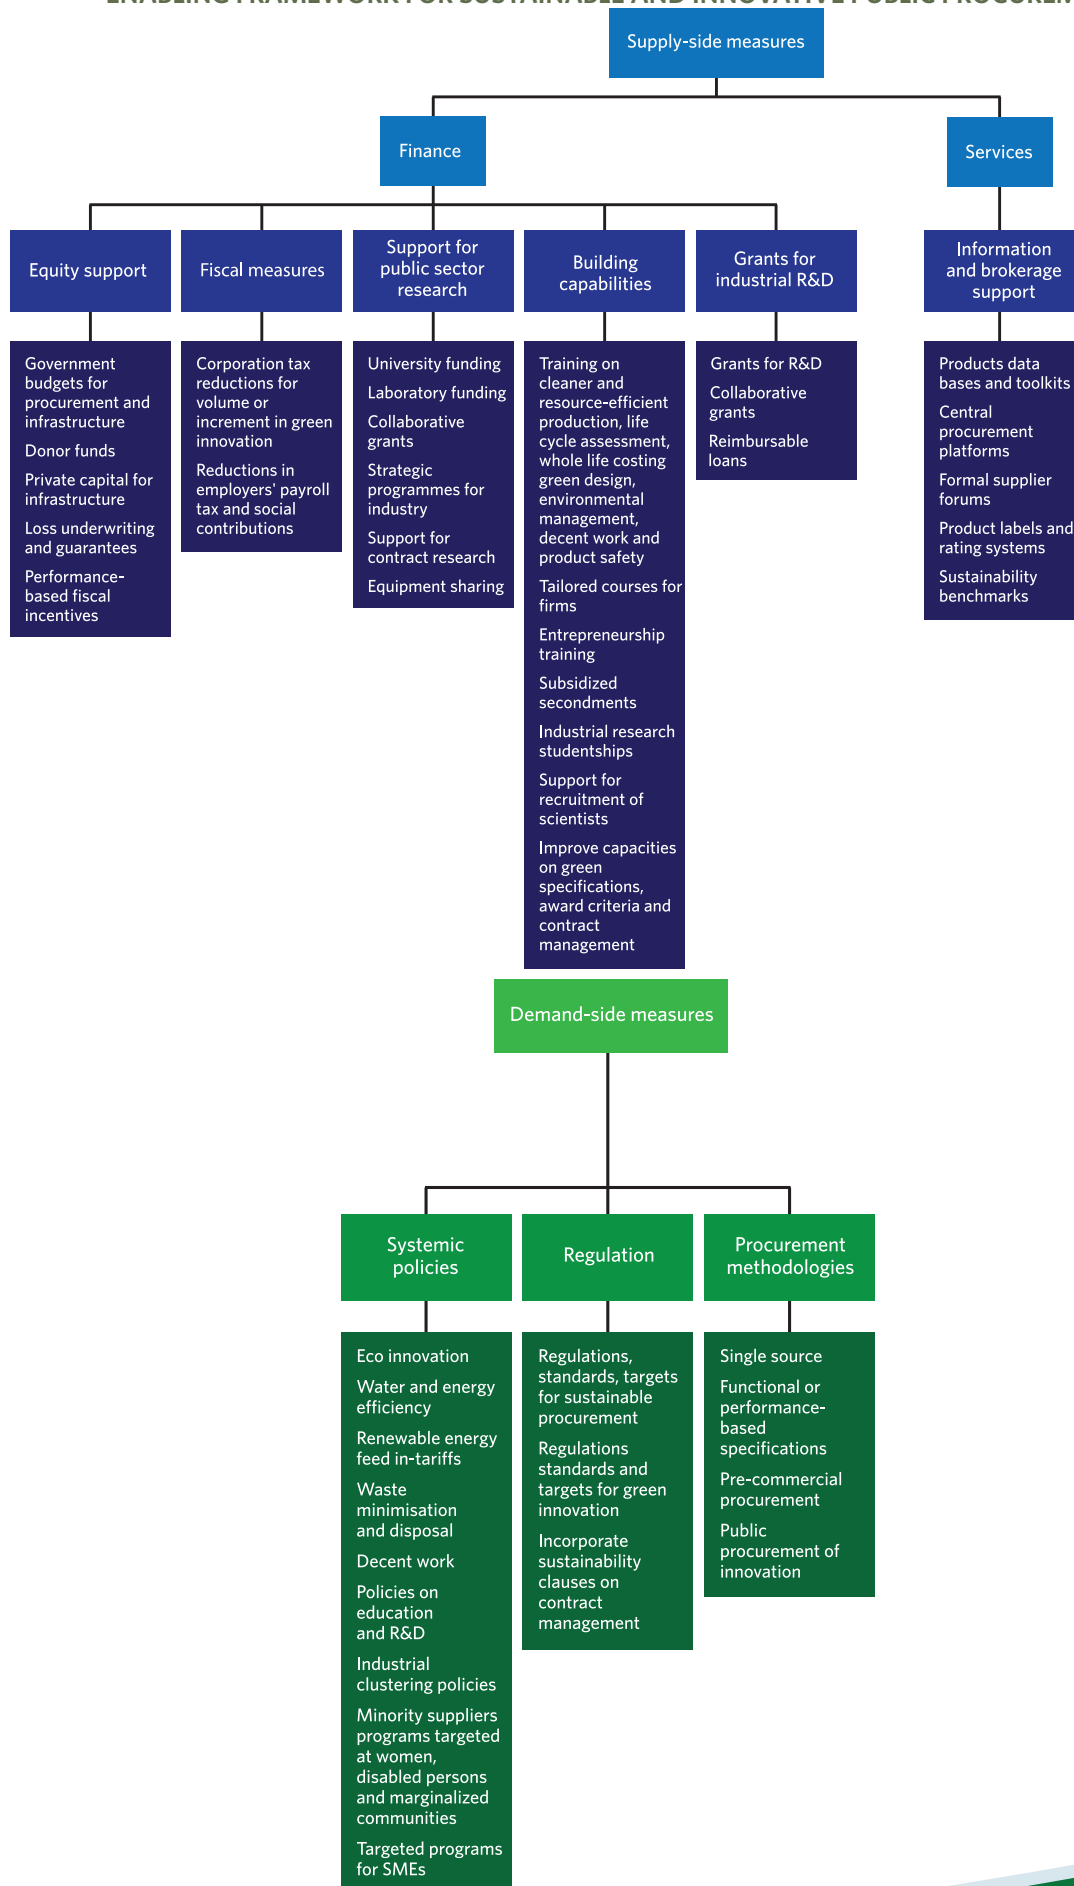 ENABLING FRAMEWORK FOR SUSTAINABLE AND INNOVATIVE PUBLIC
Supply-side measures
Finance
Services
Equity support
Fiscal measures
Support for
public sector
research
Building
capabilities
Grants for
industrial R&D
Information
and brokerage
support
Government
budgets for
procurement and
infrastructure
Donor funds
Private capital for
infrastructure
Loss underwriting
and guarantees
Performance-
based fiscal
incentives
Corporation tax
reductions for
volume or
increment in green
innovation
Reductions in
employers' payroll
tax and social
contributions
University funding
Laboratory funding
Collaborative
grants
Strategic
programmes for
industry
Support for
contract research
Equipment sharing
Training on
cleaner and
resource-efficient
production, life
cycle assessment,
whole life costing
green design,
environmental
management,
decent work and
product safety
Tailored courses for
firms
Entrepreneurship
training
Subsidized
secondments
Industrial research
studentships
Support for
recruitment of
scientists
Improve capacities
on green
specifications,
award criteria and
contract
management
Grants for R&D
Collaborative
grants
Reimbursable
loans
Products data
bases and toolkits
Central
procurement
platforms
Formal supplier
forums
Product labels and
rating systems
Sustainability
benchmarks
Demand-side measures
Systemic
policies
Regulation
Procurement
methodologies
Eco innovation
Water and energy
efficiency
Renewable energy
feed in-tariffs
Waste
minimisation
and disposal
Decent work
Policies on
education
and R&D
Industrial
clustering policies
Minority suppliers
programs targeted
at women,
disabled persons
and marginalized
communities
Targeted programs
for SMEs
Regulations,
standards, targets
for sustainable
procurement
Regulations
standards and
targets for green
innovation
Incorporate
sustainability
clauses on
contract
management
Single source
Functional or
performance-
based
specifications
Pre-commercial
procurement
Public
procurement of
innovation